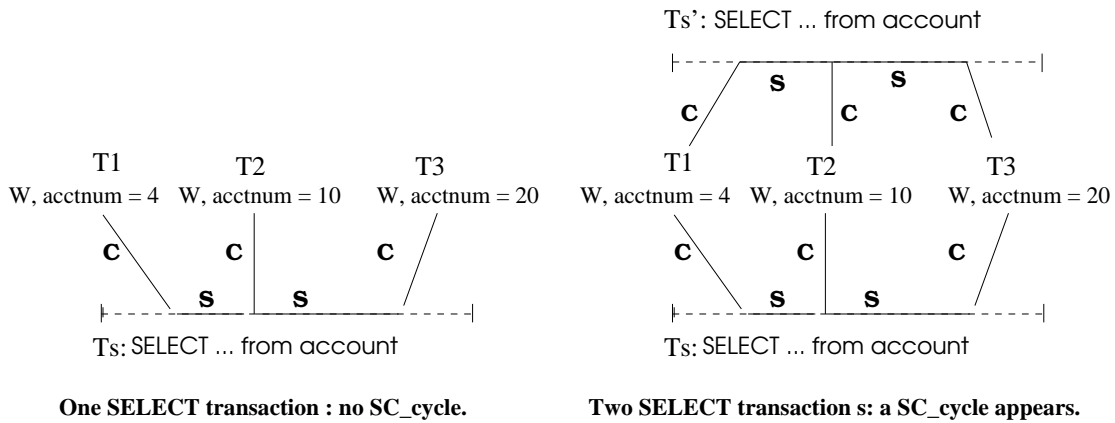 Ts’: SELECT ... from account
S S
C C C
T1 T2 T3 T1 T2 T3
W, acctnum = 4 W, acctnum = 10 W, acctnum = 20 W, acctnum = 4 W, acctnum = 10 W, acctnum = 20
C C C C C C
S S S S
Ts: SELECT ... from account Ts: SELECT ... from account
One SELECT transaction : no SC_cycle. Two SELECT transaction s: a SC_cycle appears.